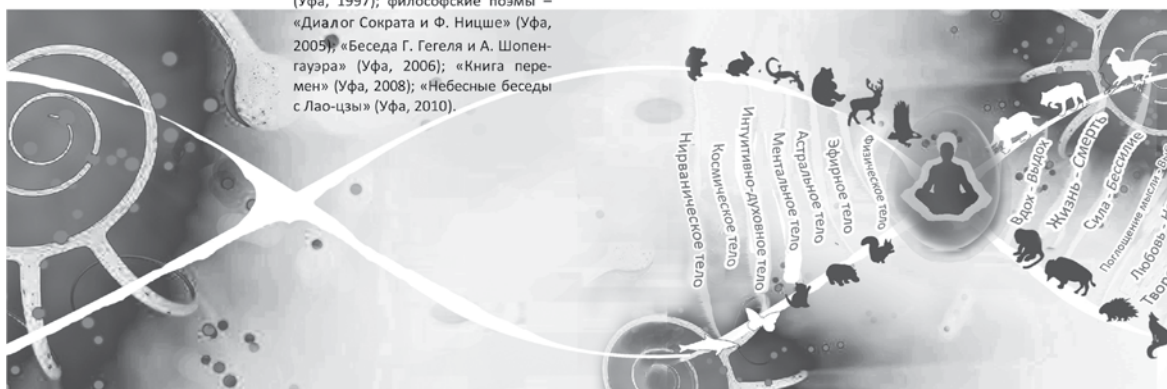 (Уфа, 1997); философские поэмы –
«Диалог Сократа и Ф. Ницше» (Уфа,
2005); «Беседа Г. Гегеля и А. Шопен-
гауэра» (Уфа, 2006); «Книга пере-
мен» (Уфа, 2008); «Небесные беседы
с Лао-цзы» (Уфа, 2010).
Нирваническое тело
Космическое тело
Интуитивно-духовное тело
Ментальное тело
Астральное тело
Эфирное тело
Физическое тело
Вдох - Выдох
Жизнь - Смерть
Сила - Бессилие
Поглощение мысли -
Любовь -